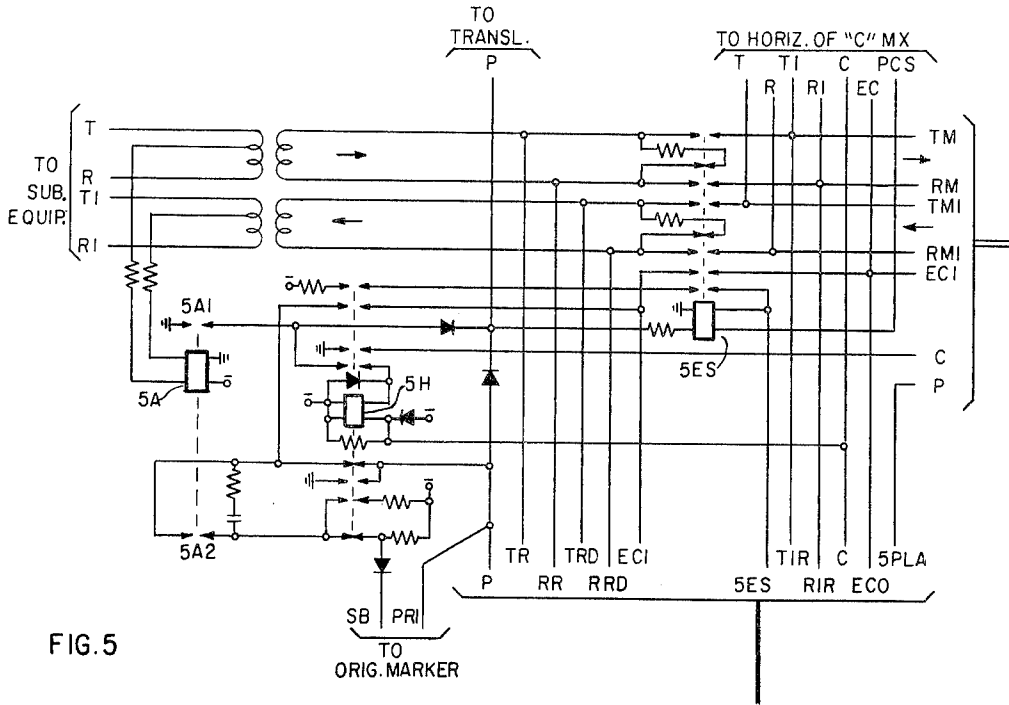 TO
TRANSL.
P
TO HORIZ. OF "C" MX
T T1 C PCS
R R1 EC
T
R
T1
R1
TO
SUB.
EQUIP.
TM
RM
TM1
RM1
EC1
C
P
5A1
5A
5H
5ES
5A2
TR TRD EC1
P RR RRD
T1R C 5PLA
5ES R1R ECO
SB PR1
TO
ORIG. MARKER
FIG.5